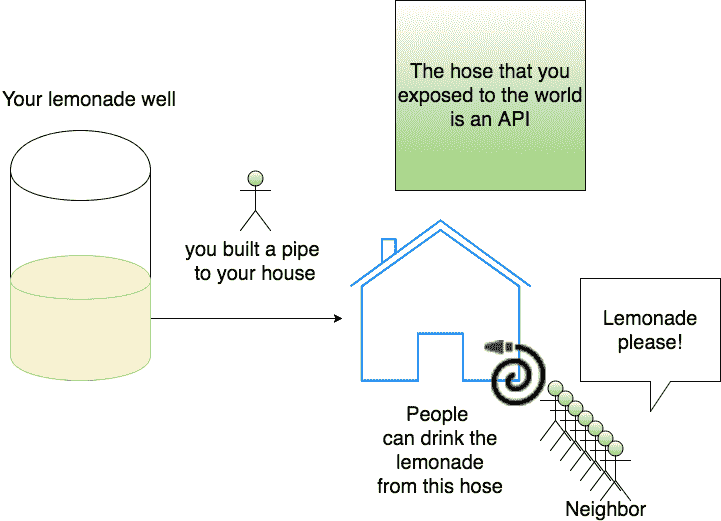 The hose that you
exposed to the world
is an API
Your lemonade well
you built a pipe
to your house
Lemonade
please!
People
can drink the
lemonade
from this hose
Neighbor